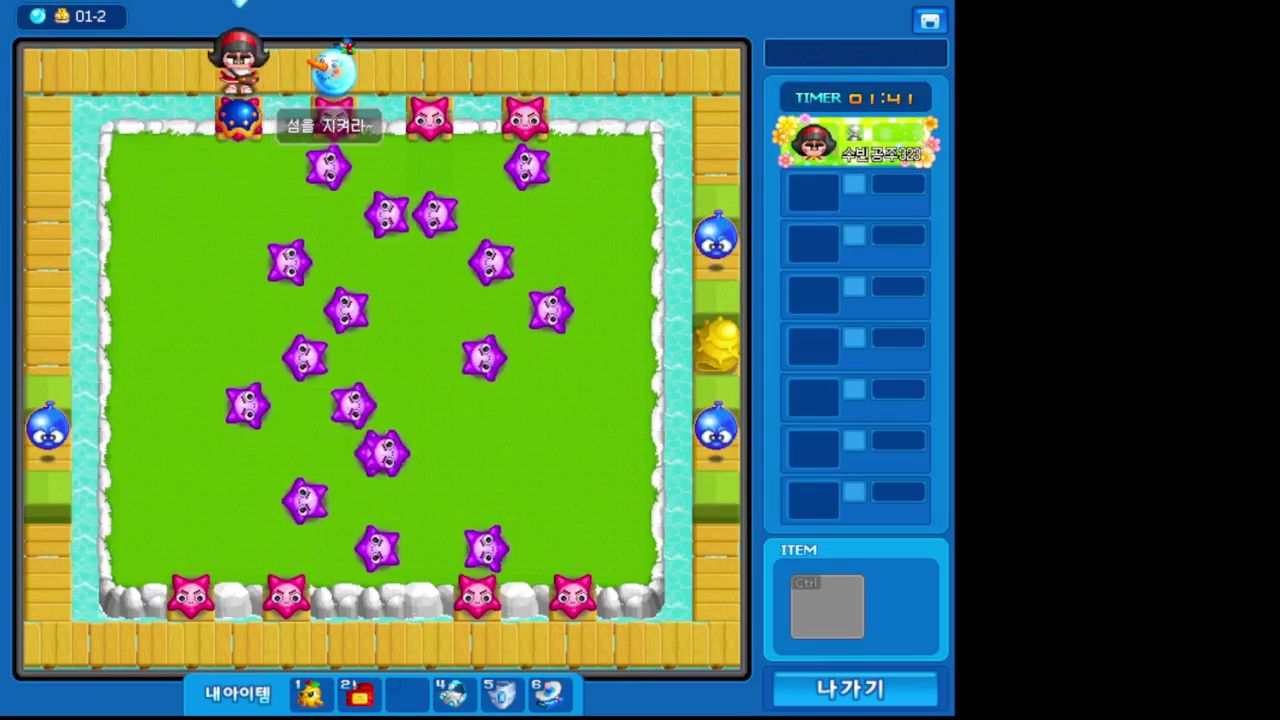 01-2
섬을 지켜라~
TIMER 01:41
수빈공주323
ITEM
Ctrl
내 아이템
1
2
4
5
6
나가기